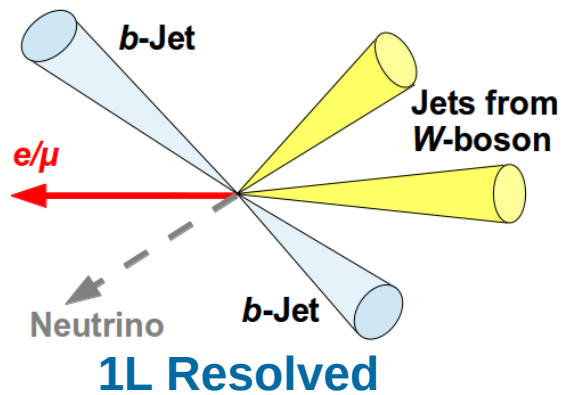 b-Jet
Jets from
W-boson
e/μ
Neutrino
b-Jet
1L Resolved